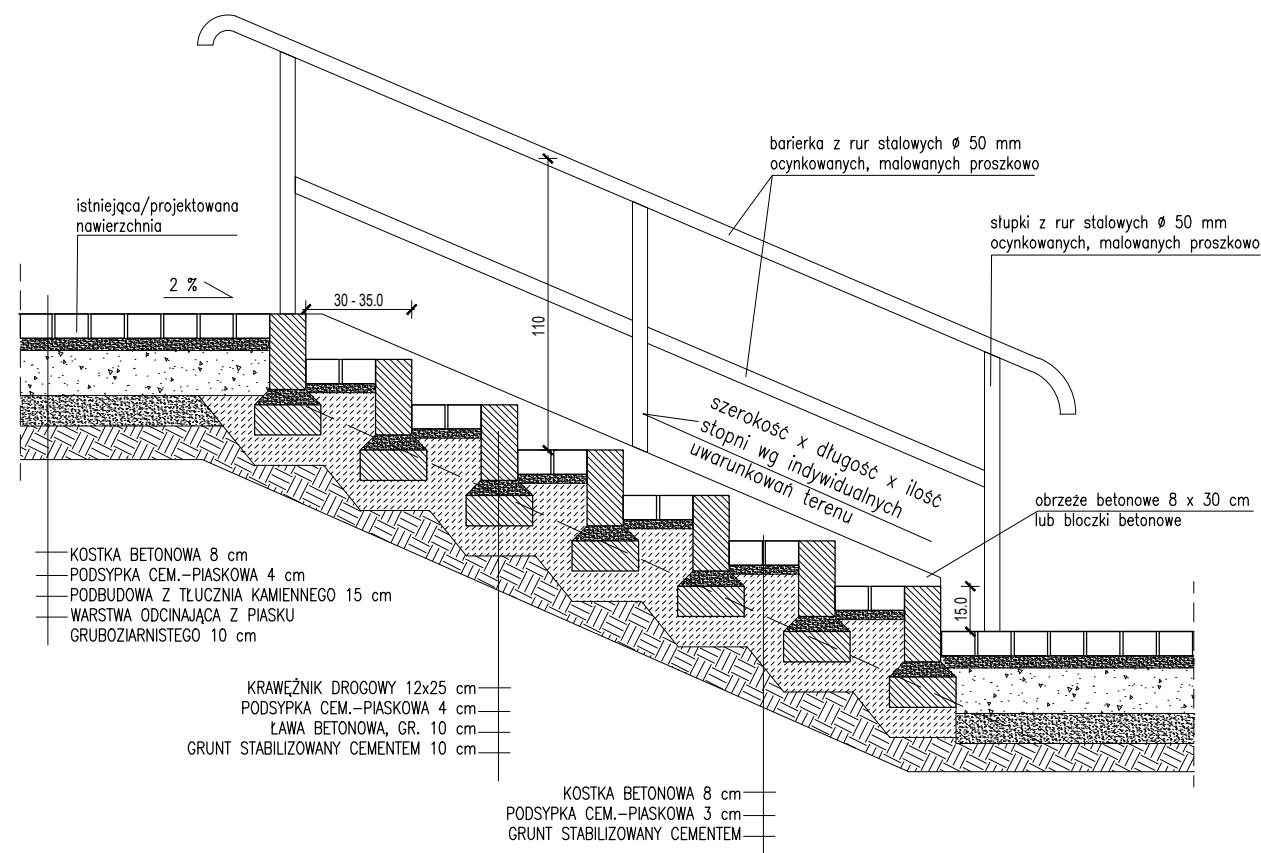 barierka z rur stalowych ø 50 mm
ocynkowanych, malowanych proszkowo
istniejąca/projektowana
nawierzchnia
słupki z rur stalowych ø 50 mm
ocynkowanych, malowanych proszkowo
2 %
30 - 35.0
110
szerokość x długość x ilość
stopni wg indywidualnych
uwarunkowań terenu
obrzeże betonowe 8 x 30 cm
lub bloczki betonowe
15.0
KOSTKA BETONOWA 8 cm
PODSYPKA CEM.-PIASKOWA 4 cm
PODBUDOWA Z TŁUCZNIA KAMIENNEGO 15 cm
WARSTWA ODCINAJĄCA Z PIASKU
GRUBOZIARNISTEGO 10 cm
KRAWĘŻNIK DROGOWY 12x25 cm
PODSYPKA CEM.-PIASKOWA 4 cm
ŁAWA BETONOWA, GR. 10 cm
GRUNT STABILIZOWANY CEMENTEM 10 cm
KOSTKA BETONOWA 8 cm
PODSYPKA CEM.-PIASKOWA 3 cm
GRUNT STABILIZOWANY CEMENTEM